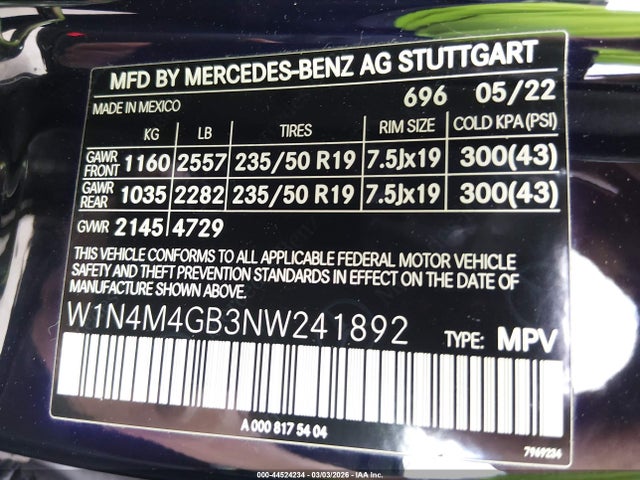 MFD BY MERCEDES-BENZ AG STUTTGART
MADE IN MEXICO 696 05/22
KG LB TIRES RIM SIZE COLD KPA(PSI)
GAWR FRONT 1160 2557 235/50 R19 7.5Jx19 300(43)
GAWR REAR 1035 2282 235/50 R19 7.5Jx19 300(43)
GVWR 2145 4729
THIS VEHICLE CONFORMS TO ALL APPLICABLE FEDERAL MOTOR VEHICLE
SAFETY AND THEFT PREVENTION STANDARDS IN EFFECT ON THE DATE OF
MANUFACTURE SHOWN ABOVE.
W1N4M4GB3NW241892 TYPE: MPV
A 000 817 54 04
7969234
000-44524234 | 03/03/2026 | IAA Inc.